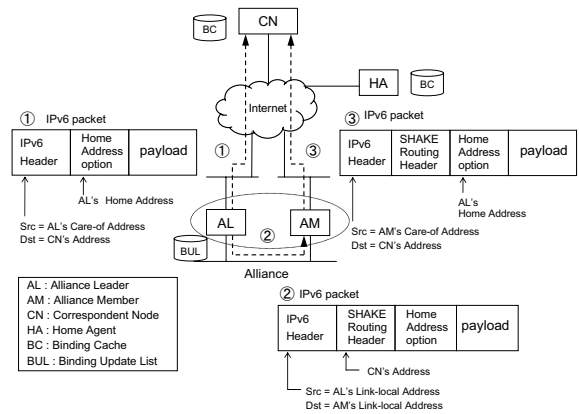 CN
BC
HA
BC
Internet
① IPv6 packet
IPv6 Header
Home Address option
payload
AL's Home Address
Src = AL's Care-of Address
Dst = CN's Address
①
③
③ IPv6 packet
IPv6 Header
SHAKE Routing Header
Home Address option
payload
AL's Home Address
Src = AM's Care-of Address
Dst = CN's Address
AL
AM
②
BUL
Alliance
AL : Alliance Leader
AM : Alliance Member
CN : Correspondent Node
HA : Home Agent
BC : Binding Cache
BUL : Binding Update List
② IPv6 packet
IPv6 Header
SHAKE Routing Header
Home Address option
payload
CN's Address
Src = AL's Link-local Address
Dst = AM's Link-local Address